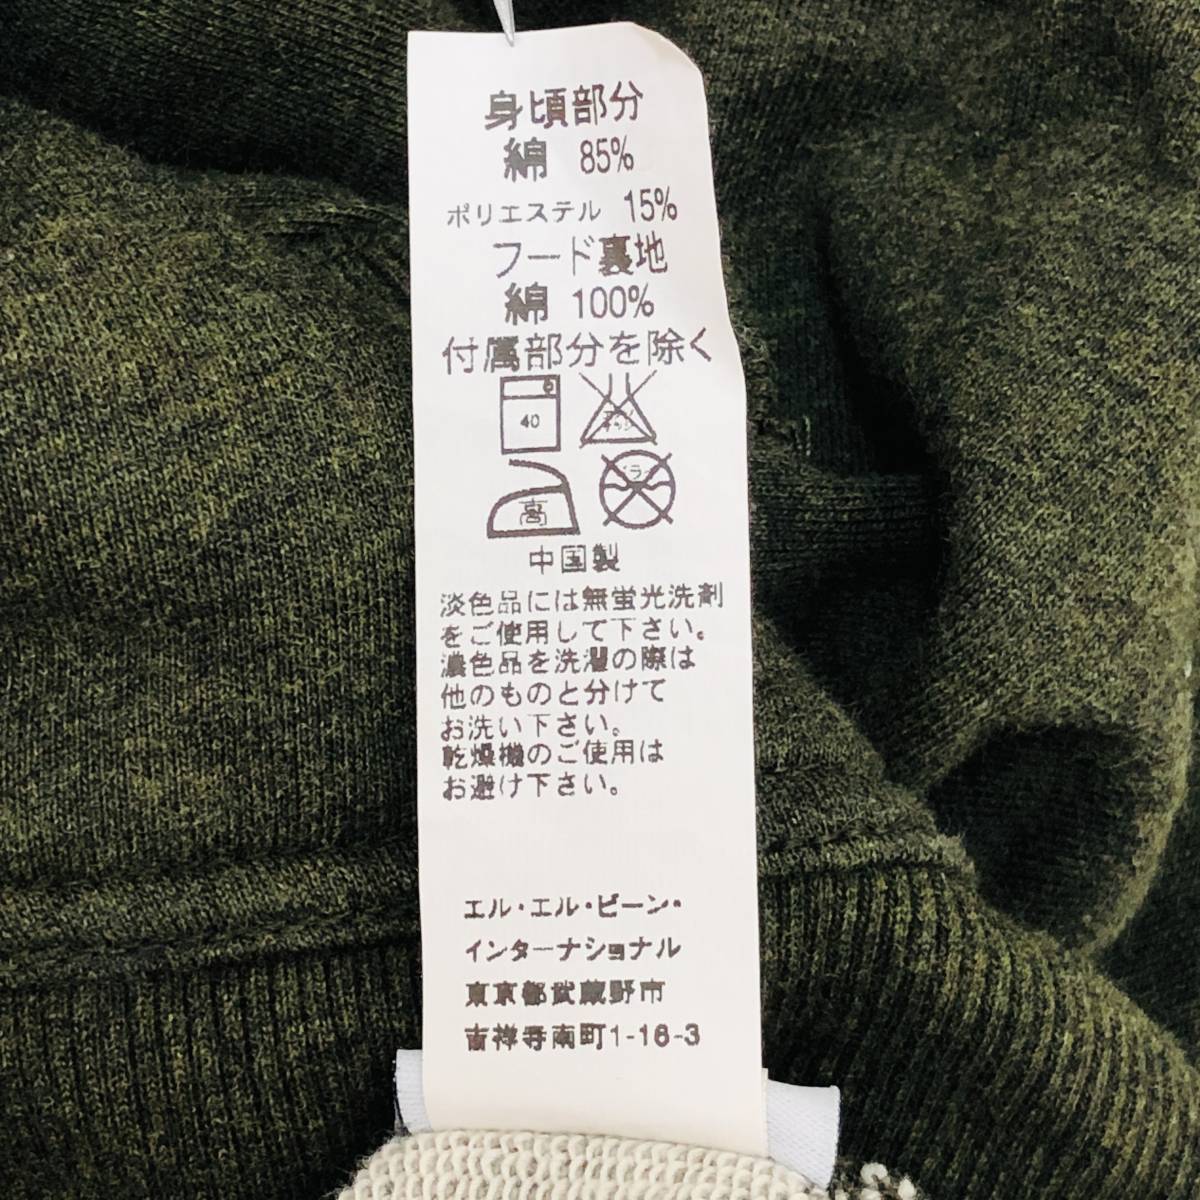 身頃部分
綿 85%
ポリエステル 15%
フード裏地
綿 100%
付属部分を除く
40
高
中国製
淡色品には無蛍光洗剤
をご使用して下さい。
濃色品を洗濯の際は
他のものと分けて
お洗い下さい。
乾燥機のご使用は
お避け下さい。
エル・エル・ビーン・
インターナショナル
東京都武蔵野市
吉祥寺南町1-16-3